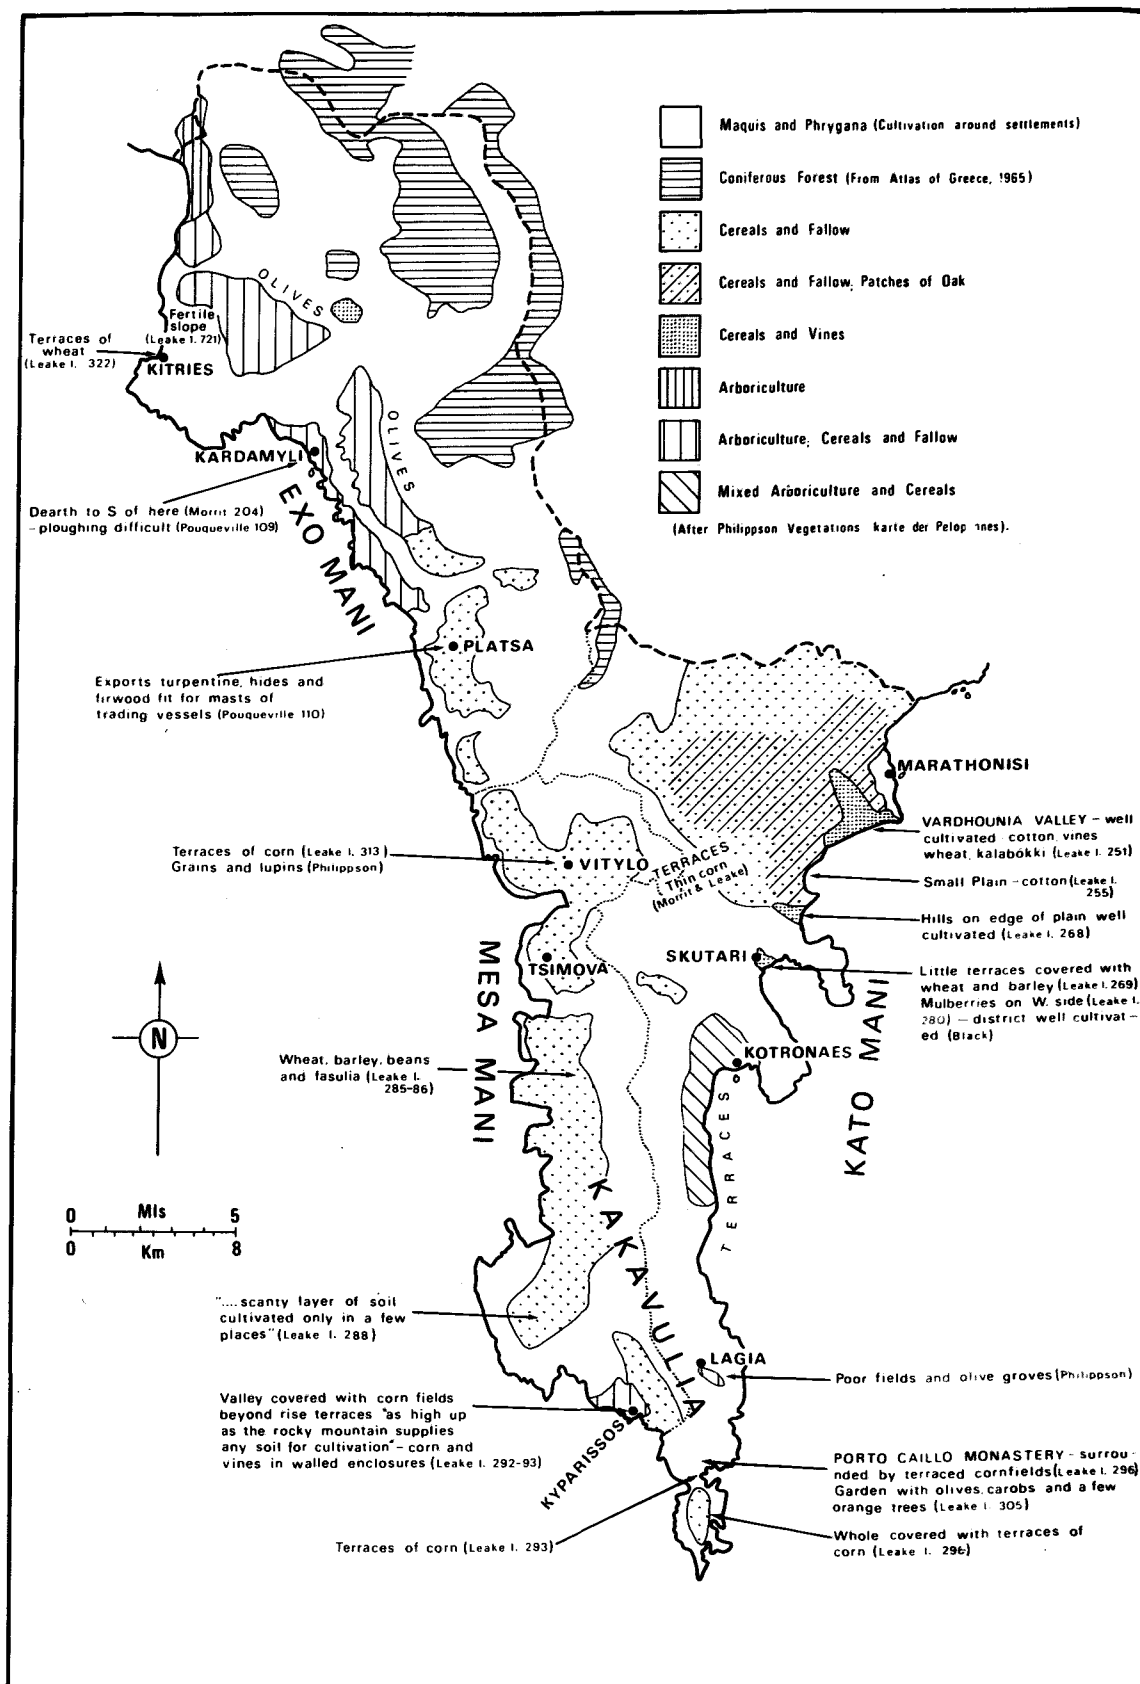 Maquis and Phrygana (Cultivation around settlements)
Coniferous Forest (From Atlas of Greece, 1965)
Cereals and Fallow
Cereals and Fallow; Patches of Oak
Cereals and Vines
Arboriculture
Arboriculture; Cereals and Fallow
Mixed Arboriculture and Cereals
(After Philippson Vegetations karte der Pelop nnes).
OLIVES
Fertile
slope
(Leake I. 721)
Terraces of
wheat
(Leake I. 322)
KITRIES
OLIVES
KARDAMYLI
Dearth to S of here (Morrit 204)
– ploughing difficult (Pouqueville 109)
EXO MANI
PLATSA
Exports turpentine, hides and
firwood fit for masts of
trading vessels (Pouqueville 110)
MARATHONISI
VARDHOUNIA VALLEY – well
cultivated cotton, vines
wheat, kalabókki (Leake I. 251)
Terraces of corn (Leake I. 313)
Grains and lupins (Philippson)
VITYLO
TERRACES
Thin corn
(Morrit & Leake)
Small Plain – cotton (Leake I.
255)
Hills on edge of plain well
cultivated (Leake I. 268)
TSIMOVA
SKUTARI
Little terraces covered with
wheat and barley (Leake I. 269)
Mulberries on W. side (Leake I.
280) – district well cultivat–
ed (Black)
MESA MANI
KATO MANI
N
KOTRONAES
Wheat, barley, beans
and fasulia (Leake I.
285-86)
TERRACES
KAKAVULIA
0 Mls 5
0 Km 8
"....scanty layer of soil
cultivated only in a few
places" (Leake I. 288)
LAGIA
Poor fields and olive groves (Philippson)
Valley covered with corn fields
beyond rise terraces "as high up
as the rocky mountain supplies
any soil for cultivation" – corn and
vines in walled enclosures (Leake I. 292-93)
KYPARISSOS
PORTO CAILLO MONASTERY – surrou–
nded by terraced cornfields (Leake I. 296)
Garden with olives, carobs and a few
orange trees (Leake I. 305)
Terraces of corn (Leake I. 293)
Whole covered with terraces of
corn (Leake I. 296)